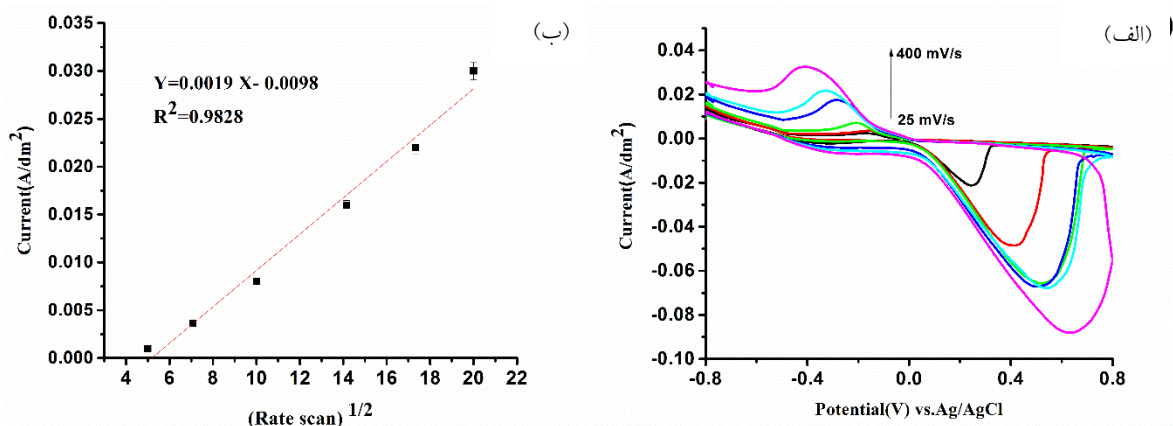 (ب)
Y=0.0019 X- 0.0098
R²=0.9828
Current(A/dm²)
0.035
0.030
0.025
0.020
0.015
0.010
0.005
0.000
4 6 8 10 12 14 16 18 20 22
(Rate scan) 1/2
(الف)
400 mV/s
25 mV/s
Current(A/dm²)
0.04
0.02
0.00
-0.02
-0.04
-0.06
-0.08
-0.10
-0.8 -0.4 0.0 0.4 0.8
Potential(V) vs.Ag/AgCl